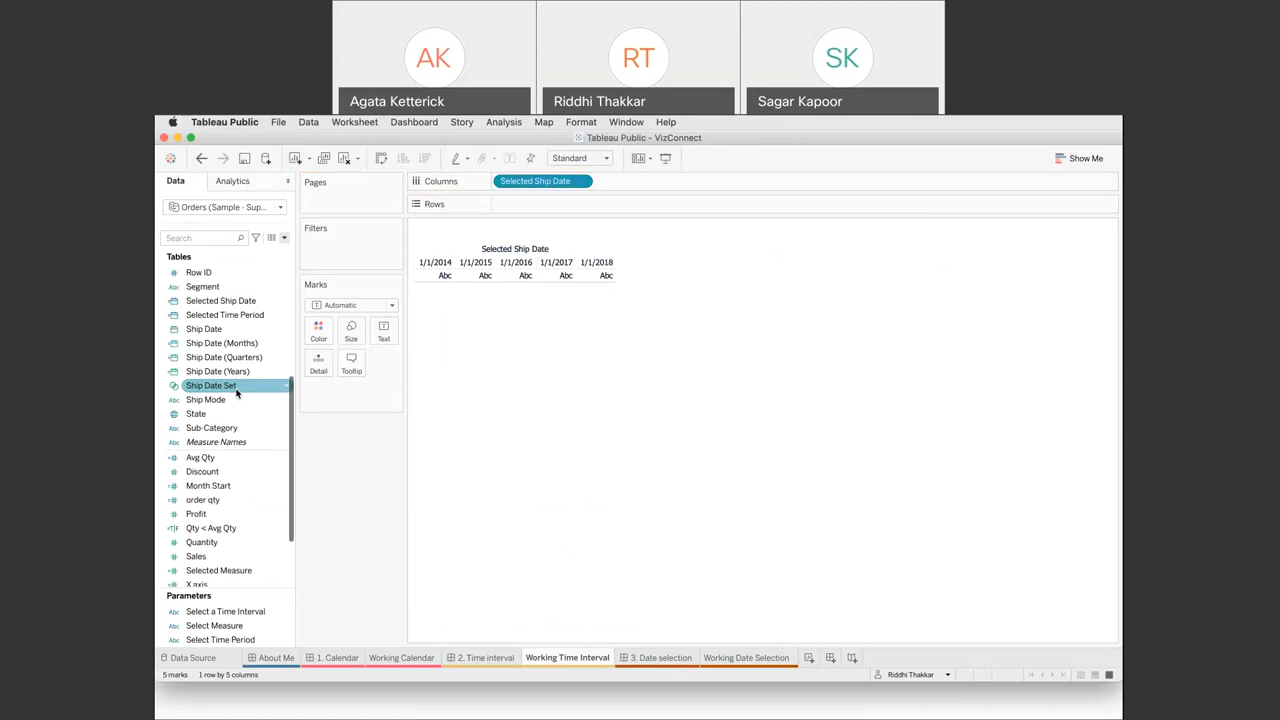 AK
RT
SK
Agata Ketterick
Riddhi Thakkar
Sagar Kapoor
Tableau Public File Data Worksheet Dashboard Story Analysis Map Format Window Help
Tableau Public - VizConnect
Standard
Show Me
Data Analytics
Pages
Columns
Selected Ship Date
Orders (Sample - Sup...
Rows
Filters
Search
Tables
Row ID
Segment
Selected Ship Date
Selected Time Period
Ship Date
Ship Date (Months)
Ship Date (Quarters)
Ship Date (Years)
Ship Date Set
Ship Mode
State
Sub-Category
Measure Names
Avg Qty
Discount
Month Start
order qty
Profit
Qty < Avg Qty
Quantity
Sales
Selected Measure
X axis
Parameters
Select a Time Interval
Select Measure
Select Time Period
Marks
Automatic
Color Size Text
Detail Tooltip
Selected Ship Date
1/1/2014 1/1/2015 1/1/2016 1/1/2017 1/1/2018
Abc Abc Abc Abc Abc
Data Source About Me 1. Calendar Working Calendar 2. Time interval Working Time Interval 3. Date selection Working Date Selection
5 marks 1 row by 5 columns Riddhi Thakkar